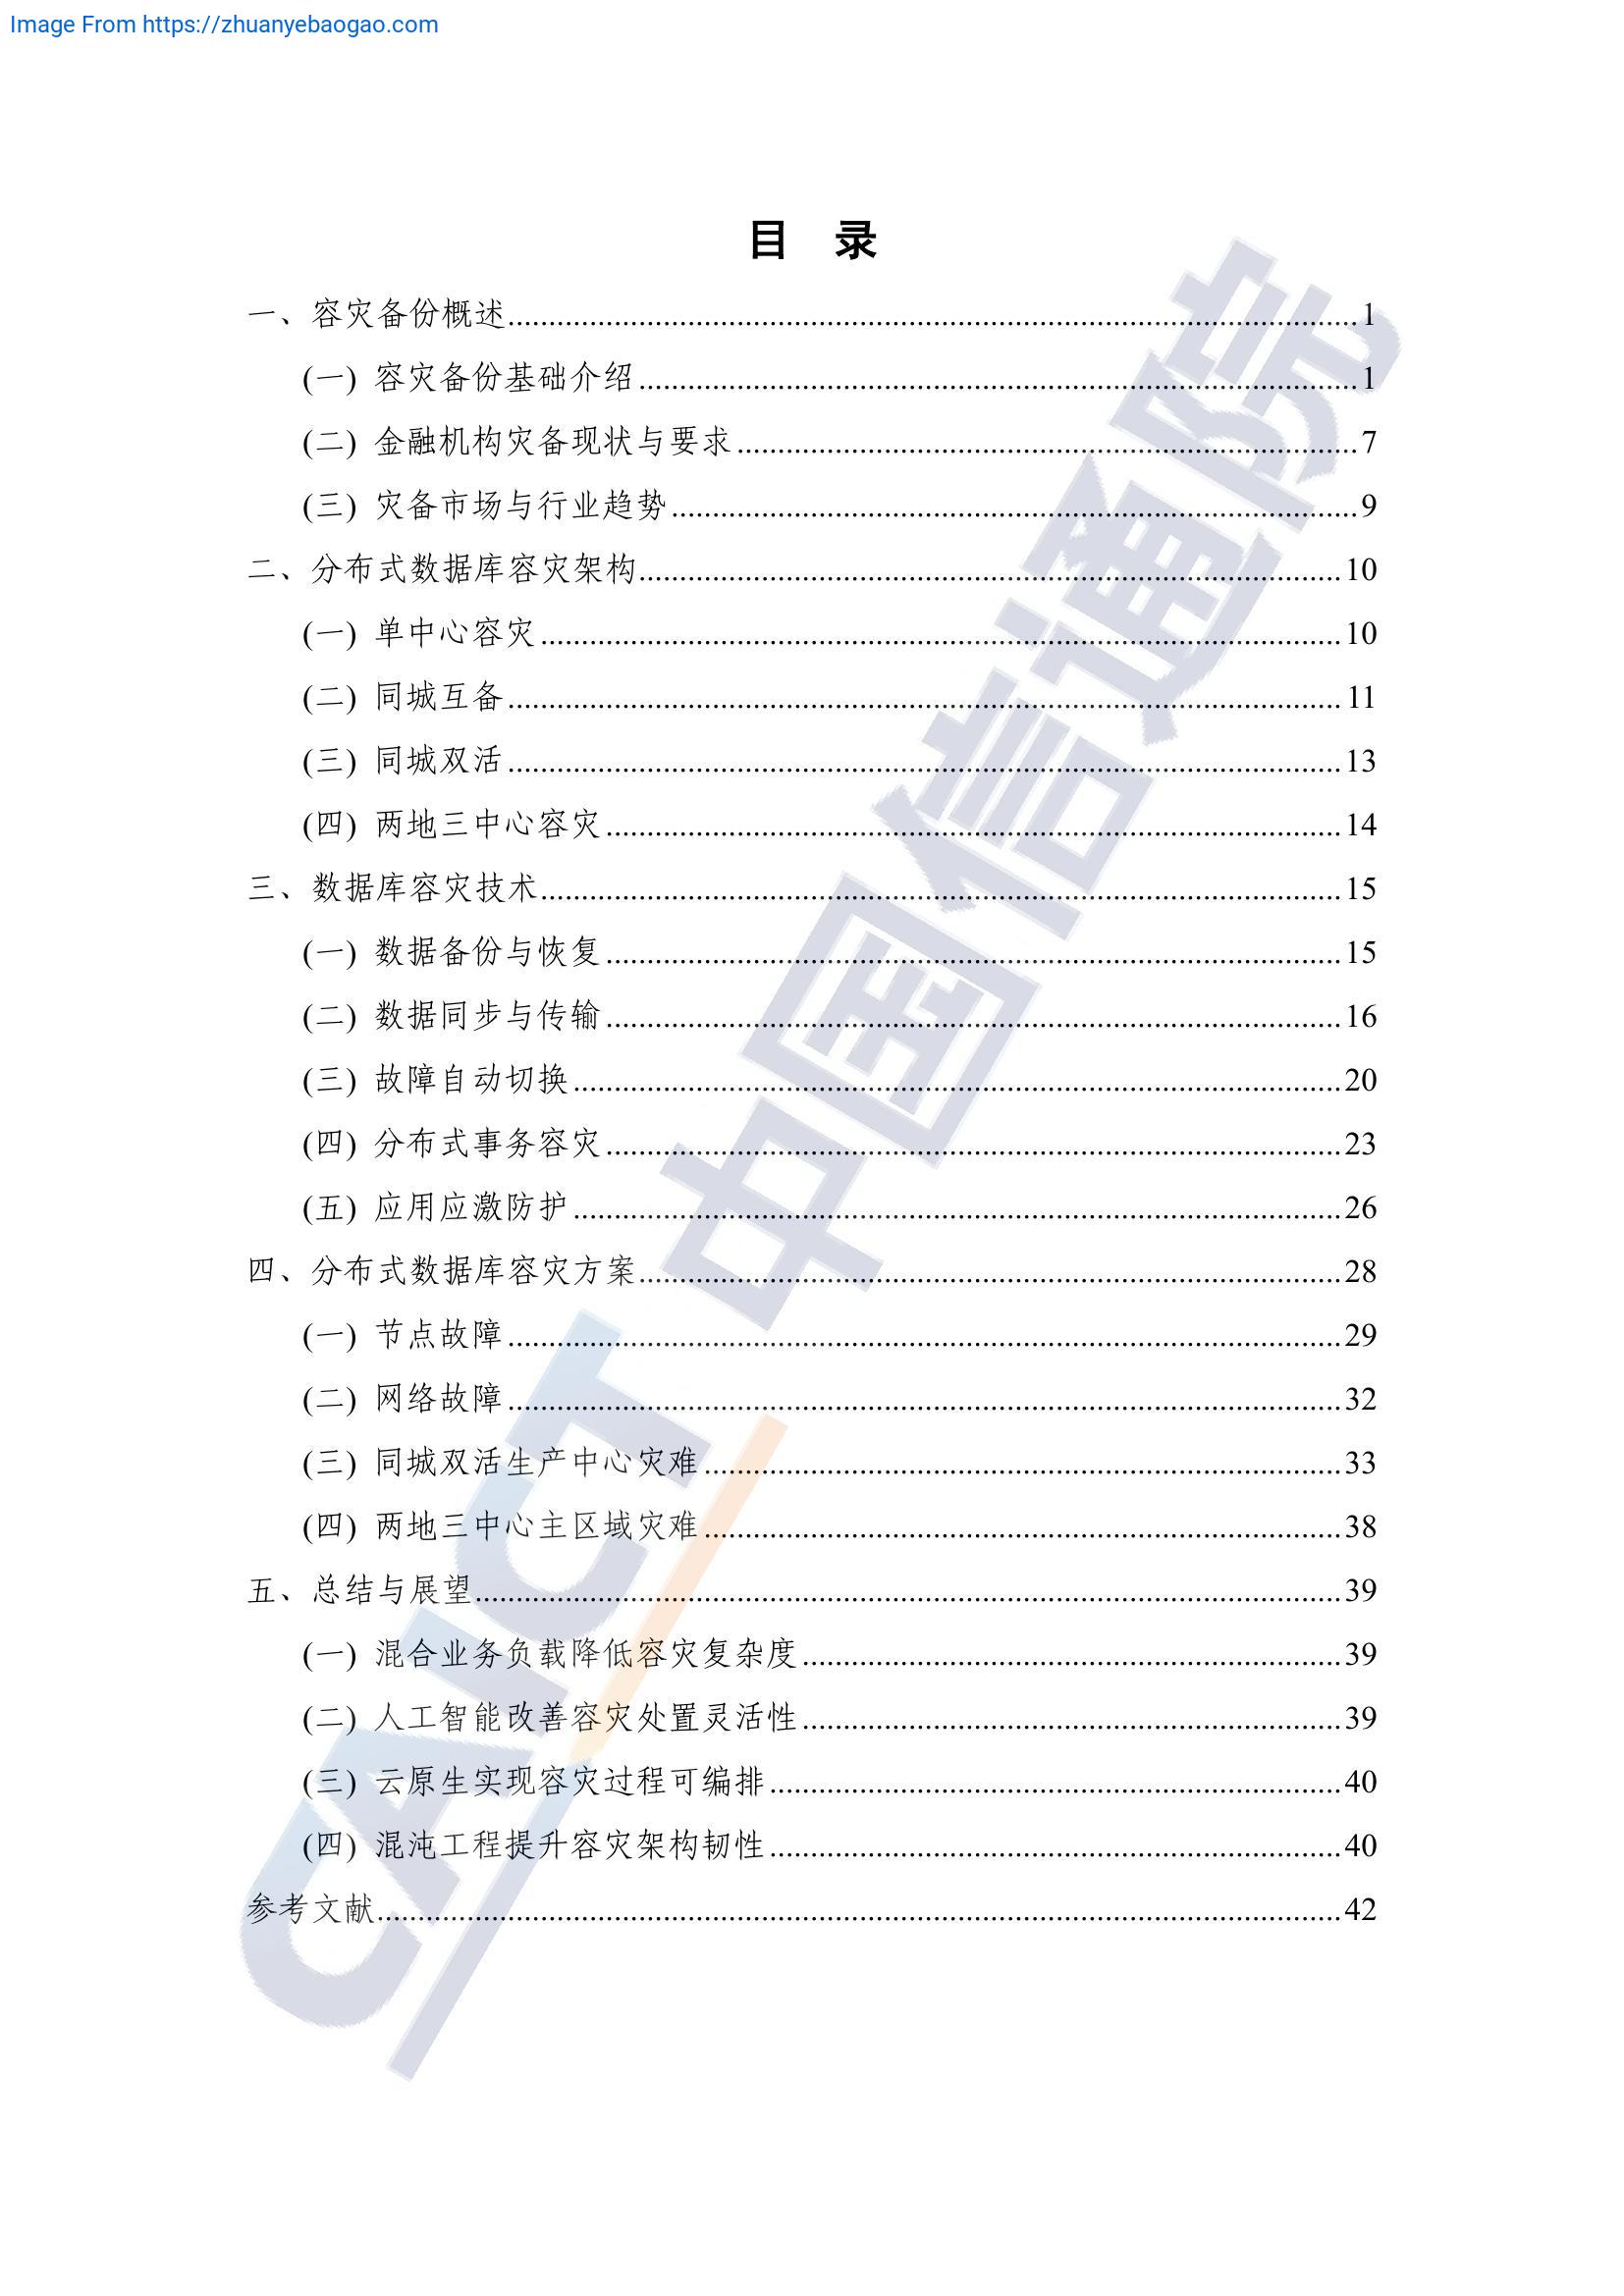 Image From https://zhuanyebaogao.com
目 录
一、容灾备份概述........1
(一) 容灾备份基础介绍........1
(二) 金融机构灾备现状与要求........7
(三) 灾备市场与行业趋势........9
二、分布式数据库容灾架构........10
(一) 单中心容灾........10
(二) 同城互备........11
(三) 同城双活........13
(四) 两地三中心容灾........14
三、数据库容灾技术........15
(一) 数据备份与恢复........15
(二) 数据同步与传输........16
(三) 故障自动切换........20
(四) 分布式事务容灾........23
(五) 应用应激防护........26
四、分布式数据库容灾方案........28
(一) 节点故障........29
(二) 网络故障........32
(三) 同城双活生产中心灾难........33
(四) 两地三中心主区域灾难........38
五、总结与展望........39
(一) 混合业务负载降低容灾复杂度........39
(二) 人工智能改善容灾处置灵活性........39
(三) 云原生实现容灾过程可编排........40
(四) 混沌工程提升容灾架构韧性........40
参考文献........42
CAICT 中国信通院